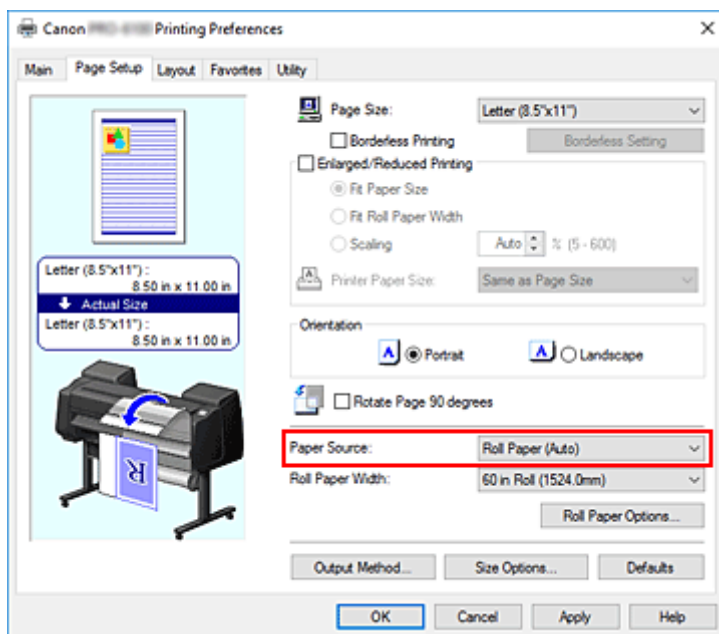 Canon Printing Preferences
Main Page Setup Layout Favorites Utility
Page Size: Letter (8.5"x11")
Borderless Printing Borderless Setting
Enlarged/Reduced Printing
Fit Paper Size
Fit Roll Paper Width
Scaling Auto % (5 - 600)
Printer Paper Size: Same as Page Size
Letter (8.5"x11") :
8.50 in x 11.00 in
Actual Size
Letter (8.5"x11") :
8.50 in x 11.00 in
Orientation
A Portrait A Landscape
Rotate Page 90 degrees
R
Paper Source: Roll Paper (Auto)
Roll Paper Width: 60 in Roll (1524.0mm)
Roll Paper Options...
Output Method... Size Options... Defaults
OK Cancel Apply Help